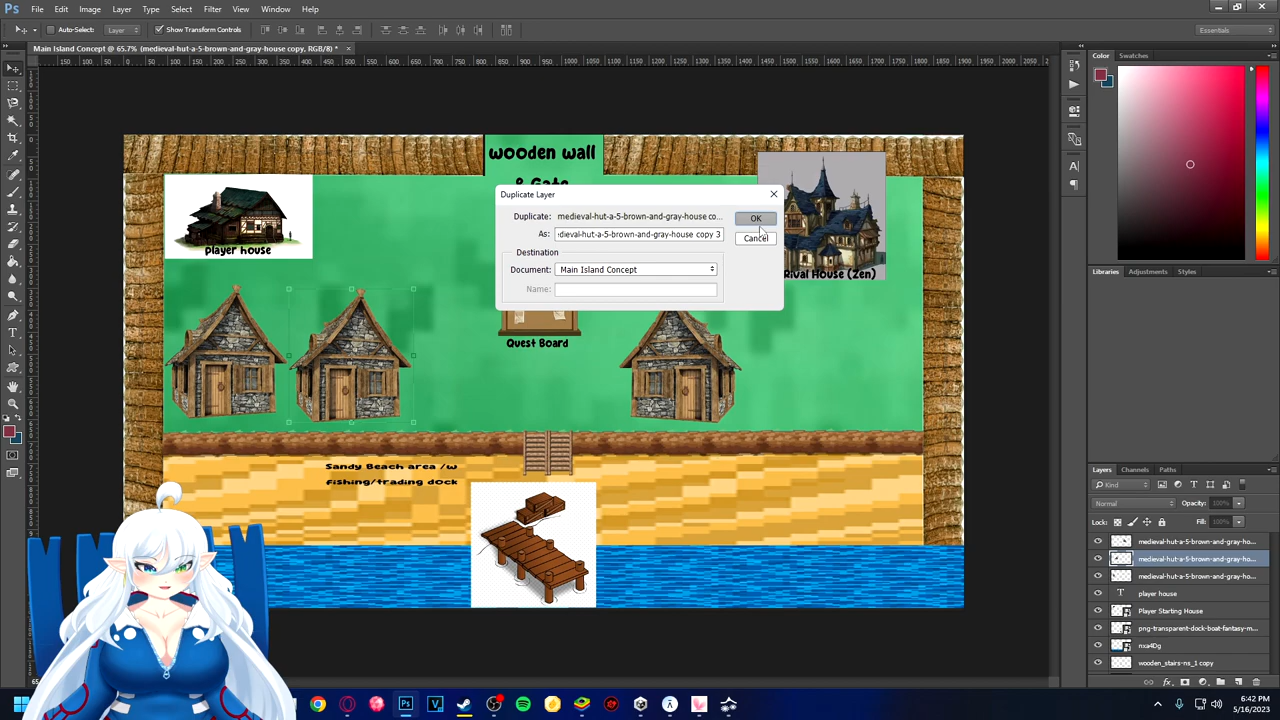 Ps File Edit Image Layer Type Select Filter View Window Help
Auto-Select: Layer Show Transform Controls Essentials
Main Island Concept @ 65.7% (medieval-hut-a-5-brown-and-gray-house copy, RGB/8) *
Color Swatches
wooden wall
& Gate
Duplicate Layer
Duplicate: medieval-hut-a-5-brown-and-gray-house co... OK
As: dieval-hut-a-5-brown-and-gray-house copy 3
Cancel
Destination
Document: Main Island Concept
Name:
player house
Rival House (Zen)
Libraries Adjustments Styles
Quest Board
Sandy Beach area /w
fishing/trading dock
Layers Channels Paths
Kind
Normal Opacity: 100%
Lock: Fill: 100%
medieval-hut-a-5-brown-and-gray-ho...
medieval-hut-a-5-brown-and-gray-ho...
medieval-hut-a-5-brown-and-gray-ho...
player house
Player Starting House
png-transparent-dock-boat-fantasy-m...
nxa4Dg
wooden_stairs-ns_1 copy
6:42 PM
5/16/2023